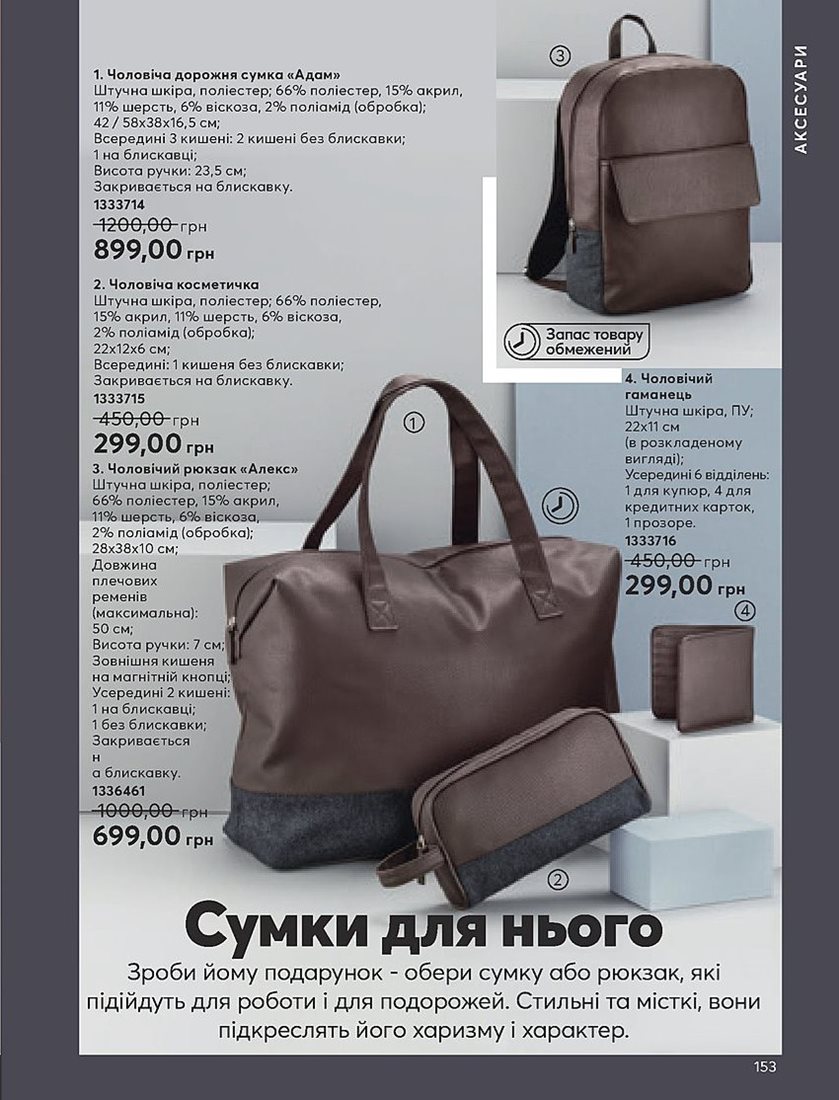 АКСЕСУАРИ
1. Чоловіча дорожня сумка «Адам»
Штучна шкіра, поліестер; 66% поліестер, 15% акрил,
11% шерсть, 6% віскоза, 2% поліамід (обробка);
42 / 58x38x16,5 см;
Всередині 3 кишені: 2 кишені без блискавки;
1 на блискавці;
Висота ручки: 23,5 см;
Закривається на блискавку.
1333714
1200,00 грн
899,00 грн
2. Чоловіча косметичка
Штучна шкіра, поліестер; 66% поліестер,
15% акрил, 11% шерсть, 6% віскоза,
2% поліамід (обробка);
22x12x6 см;
Всередині: 1 кишеня без блискавки;
Закривається на блискавку.
1333715
450,00 грн
299,00 грн
3. Чоловічий рюкзак «Алекс»
Штучна шкіра, поліестер;
66% поліестер, 15% акрил,
11% шерсть, 6% віскоза,
2% поліамід (обробка);
28x38x10 см;
Довжина
плечових
ременів
(максимальна):
50 см;
Висота ручки: 7 см;
Зовнішня кишеня
на магнітній кнопці;
Усередині 2 кишені:
1 на блискавці;
1 без блискавки;
Закривається
н
а блискавку.
1336461
1000,00 грн
699,00 грн
3
Запас товару
обмежений
4. Чоловічий
гаманець
Штучна шкіра, ПУ;
22x11 см
(в розкладеному
вигляді);
Усередині 6 відділень:
1 для купюр, 4 для
кредитних карток,
1 прозоре.
1333716
450,00 грн
299,00 грн
4
1
2
Сумки для нього
Зроби йому подарунок - обери сумку або рюкзак, які
підійдуть для роботи і для подорожей. Стильні та місткі, вони
підкреслять його харизму і характер.
153